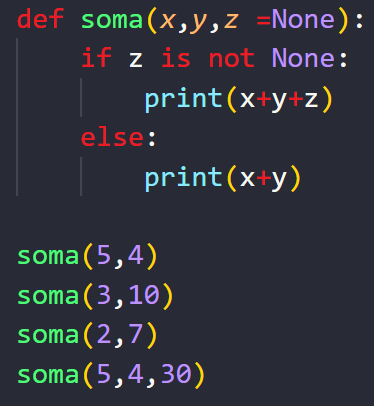 def soma(x,y,z =None):
    if z is not None:
        print(x+y+z)
    else:
        print(x+y)

soma(5,4)
soma(3,10)
soma(2,7)
soma(5,4,30)